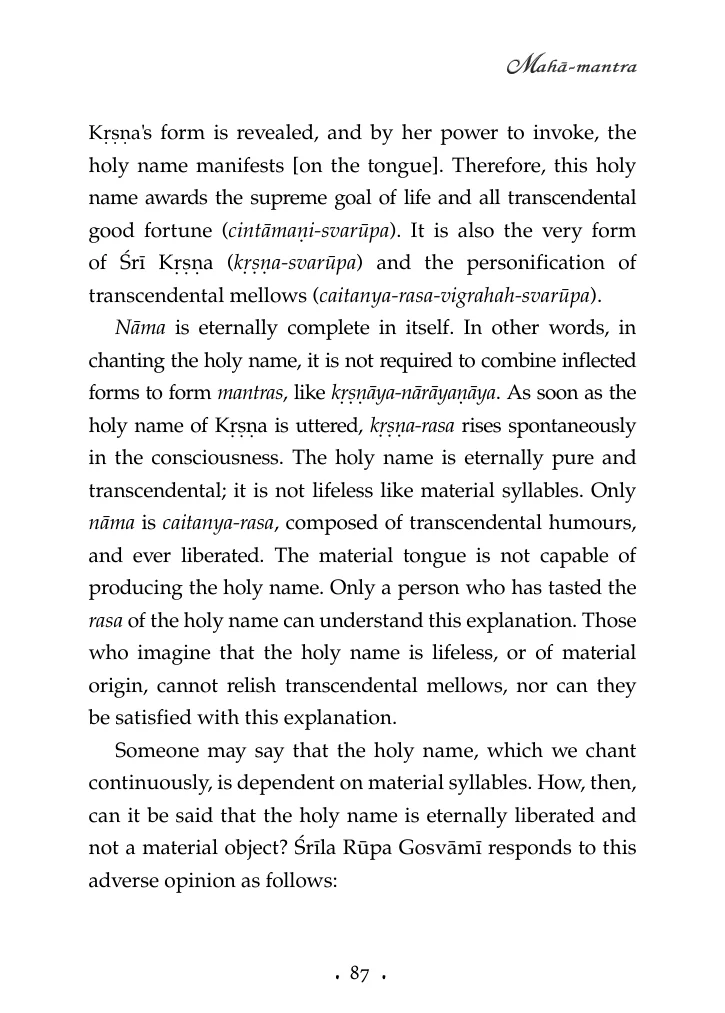 Mahā-mantra
Kṛṣṇa's form is revealed, and by her power to invoke, the
holy name manifests [on the tongue]. Therefore, this holy
name awards the supreme goal of life and all transcendental
good fortune (cintāmaṇi-svarūpa). It is also the very form
of Śrī Kṛṣṇa (kṛṣṇa-svarūpa) and the personification of
transcendental mellows (caitanya-rasa-vigrahah-svarūpa).
Nāma is eternally complete in itself. In other words, in
chanting the holy name, it is not required to combine inflected
forms to form mantras, like kṛṣṇāya-nārāyaṇāya. As soon as the
holy name of Kṛṣṇa is uttered, kṛṣṇa-rasa rises spontaneously
in the consciousness. The holy name is eternally pure and
transcendental; it is not lifeless like material syllables. Only
nāma is caitanya-rasa, composed of transcendental humours,
and ever liberated. The material tongue is not capable of
producing the holy name. Only a person who has tasted the
rasa of the holy name can understand this explanation. Those
who imagine that the holy name is lifeless, or of material
origin, cannot relish transcendental mellows, nor can they
be satisfied with this explanation.
Someone may say that the holy name, which we chant
continuously, is dependent on material syllables. How, then,
can it be said that the holy name is eternally liberated and
not a material object? Śrīla Rūpa Gosvāmī responds to this
adverse opinion as follows:
• 87 •